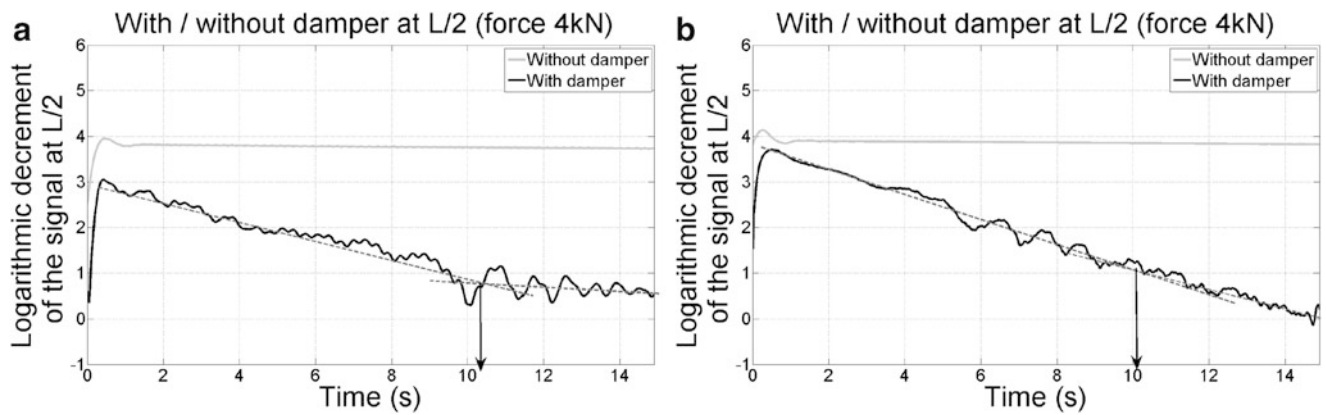 a
With / without damper at L/2 (force 4kN)
Logarithmic decrement
of the signal at L/2
6
5
4
3
2
1
0
-1
Without damper
With damper
0 2 4 6 8 10 12 14
Time (s)
b
With / without damper at L/2 (force 4kN)
Logarithmic decrement
of the signal at L/2
6
5
4
3
2
1
0
-1
Without damper
With damper
0 2 4 6 8 10 12 14
Time (s)